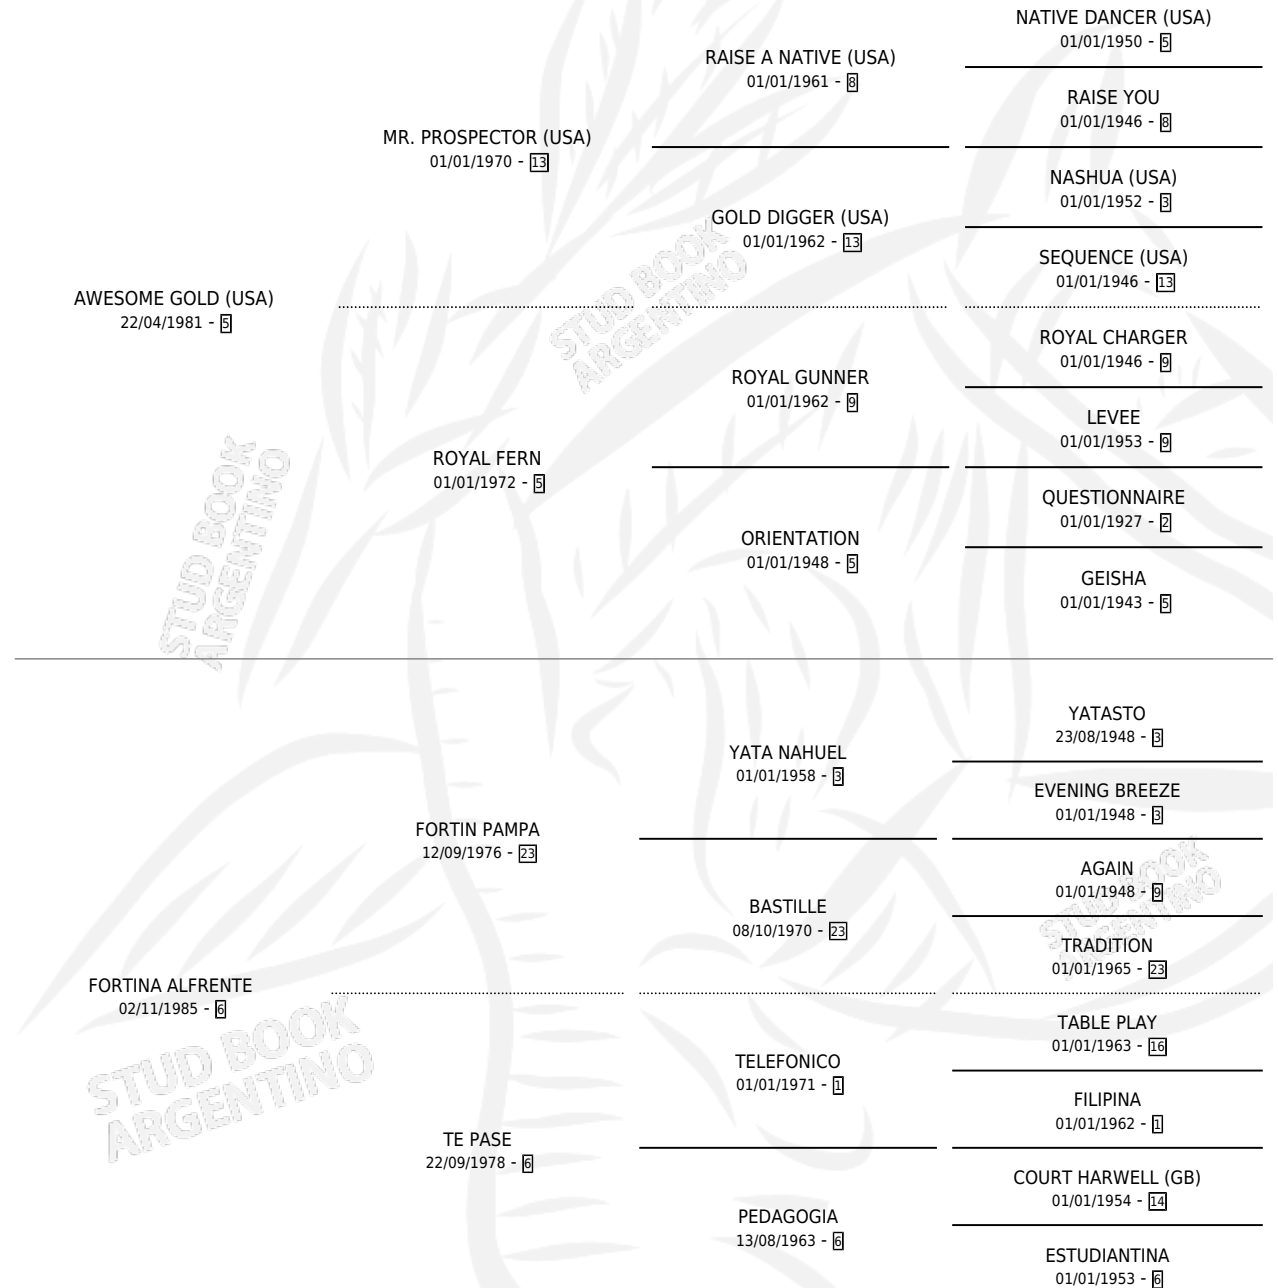 NATIVE DANCER (USA)
01/01/1950 - 5
RAISE A NATIVE (USA)
01/01/1961 - 8
RAISE YOU
01/01/1946 - 8
MR. PROSPECTOR (USA)
01/01/1970 - 13
NASHUA (USA)
01/01/1952 - 3
GOLD DIGGER (USA)
01/01/1962 - 13
SEQUENCE (USA)
01/01/1946 - 13
AWESOME GOLD (USA)
22/04/1981 - 5
STUD BOOK
ARGENTINO
ROYAL CHARGER
01/01/1946 - 9
ROYAL GUNNER
01/01/1962 - 9
LEVEE
01/01/1953 - 9
ROYAL FERN
01/01/1972 - 5
QUESTIONNAIRE
01/01/1927 - 2
ORIENTATION
01/01/1948 - 5
GEISHA
01/01/1943 - 5
STUD BOOK
ARGENTINO
YATASTO
23/08/1948 - 3
YATA NAHUEL
01/01/1958 - 3
EVENING BREEZE
01/01/1948 - 3
FORTIN PAMPA
12/09/1976 - 23
AGAIN
01/01/1948 - 9
BASTILLE
08/10/1970 - 23
TRADITION
01/01/1965 - 23
STUD BOOK
ARGENTINO
FORTINA ALFRENTE
02/11/1985 - 6
STUD BOOK
ARGENTINO
TABLE PLAY
01/01/1963 - 16
TELEFONICO
01/01/1971 - 1
FILIPINA
01/01/1962 - 1
TE PASE
22/09/1978 - 6
COURT HARWELL (GB)
01/01/1954 - 14
PEDAGOGIA
13/08/1963 - 6
ESTUDIANTINA
01/01/1953 - 6